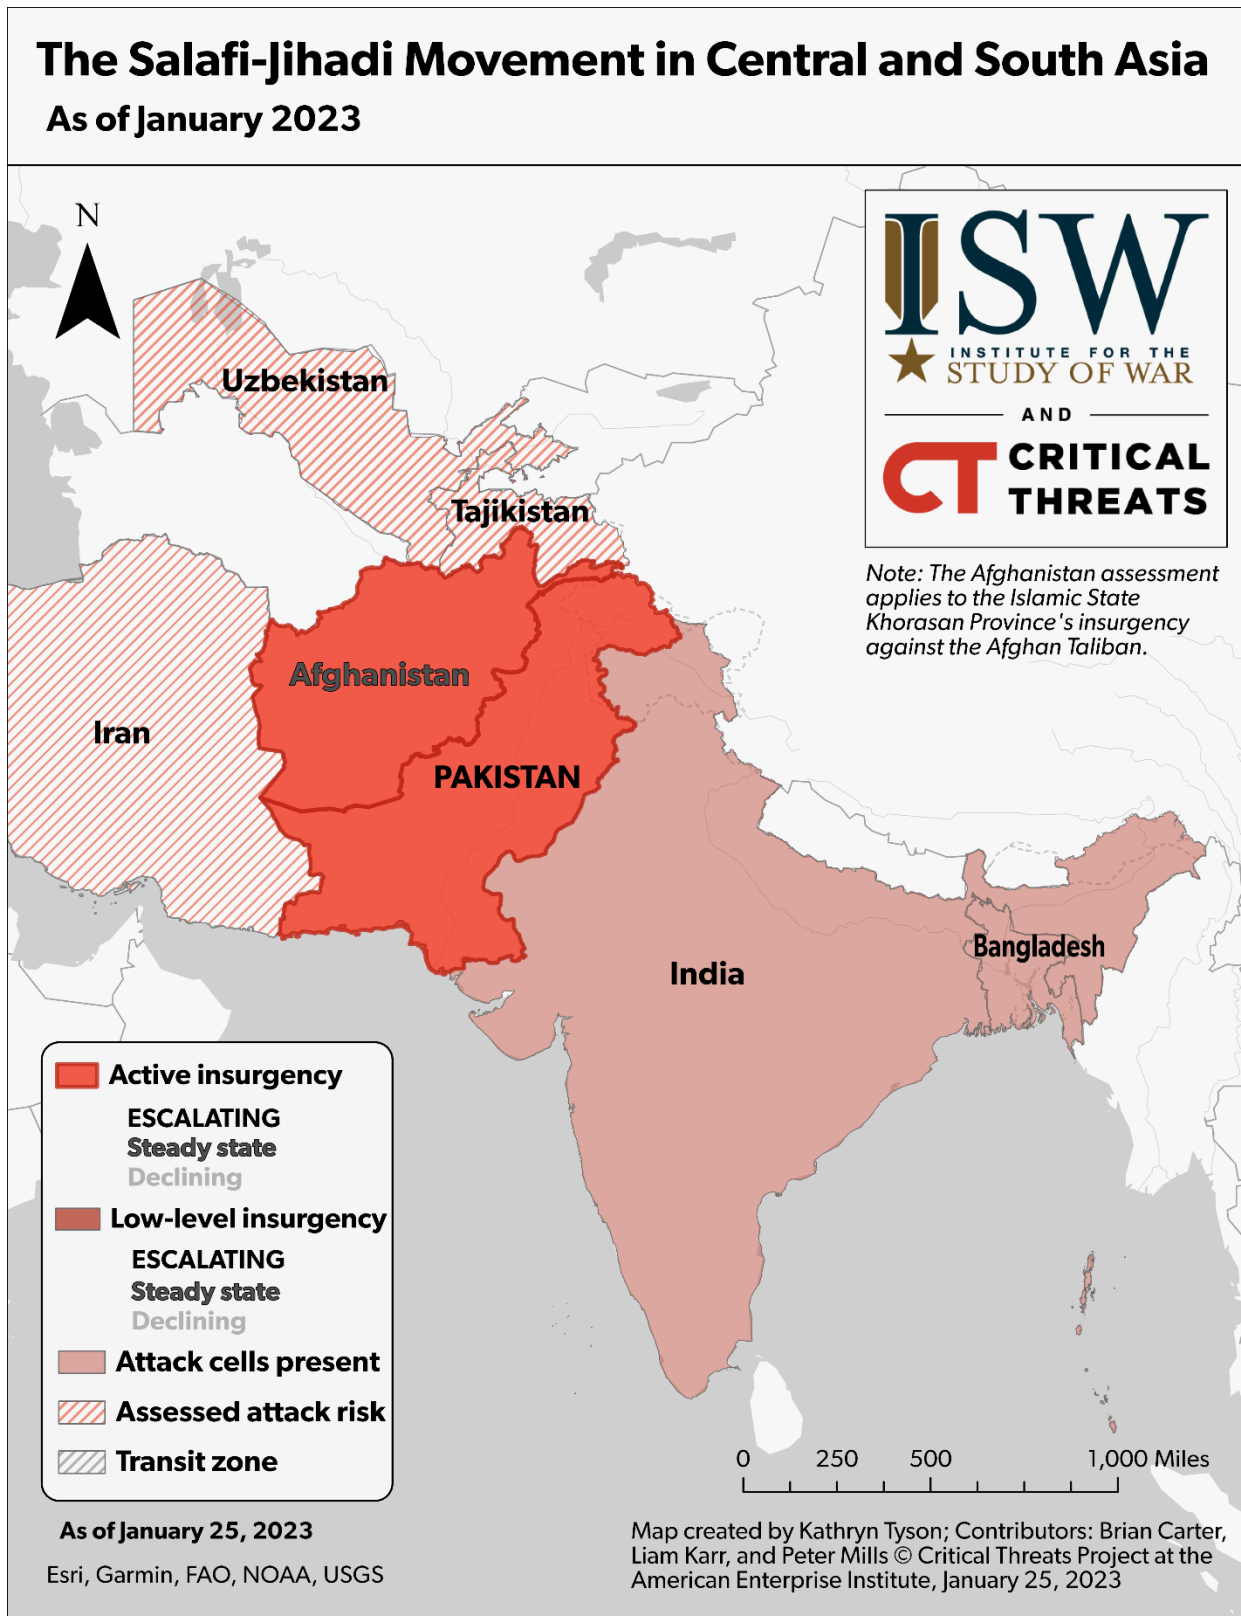 The Salafi-Jihadi Movement in Central and South Asia
As of January 2023
N
ISW
INSTITUTE FOR THE
STUDY OF WAR
AND
CT CRITICAL
THREATS
Note: The Afghanistan assessment
applies to the Islamic State
Khorasan Province's insurgency
against the Afghan Taliban.
Uzbekistan
Tajikistan
Afghanistan
Iran
PAKISTAN
Bangladesh
India
Active insurgency
ESCALATING
Steady state
Declining
Low-level insurgency
ESCALATING
Steady state
Declining
Attack cells present
Assessed attack risk
Transit zone
0 250 500 1,000 Miles
As of January 25, 2023
Esri, Garmin, FAO, NOAA, USGS
Map created by Kathryn Tyson; Contributors: Brian Carter,
Liam Karr, and Peter Mills © Critical Threats Project at the
American Enterprise Institute, January 25, 2023